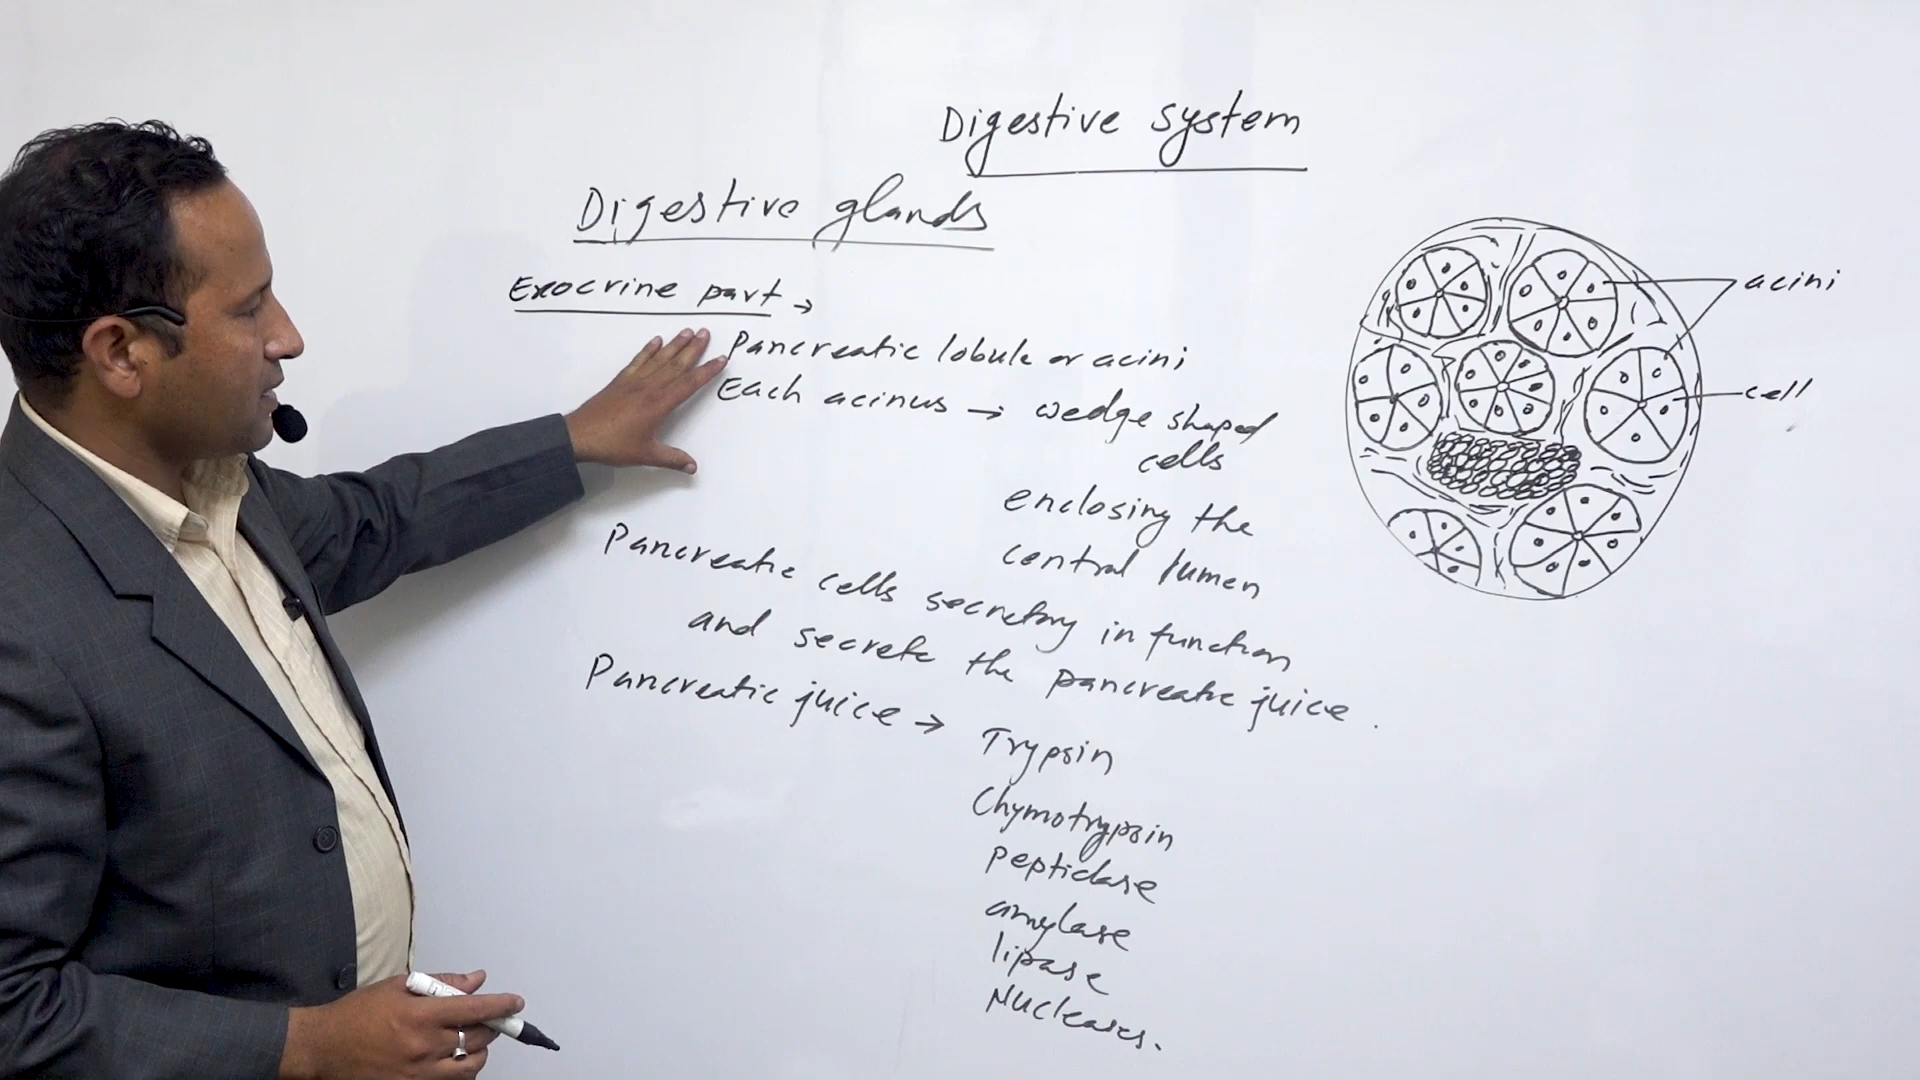 Digestive system
Digestive glands
Exocrine part →
Pancreatic lobule or acini
Each acinus → wedge shaped
cells
enclosing the
central lumen
Pancreatic cells secretory in function
and secrete the pancreatic juice.
Pancreatic juice → Trypsin
Chymotrypsin
Peptidase
amylase
lipase
Nucleases.
acini
cell